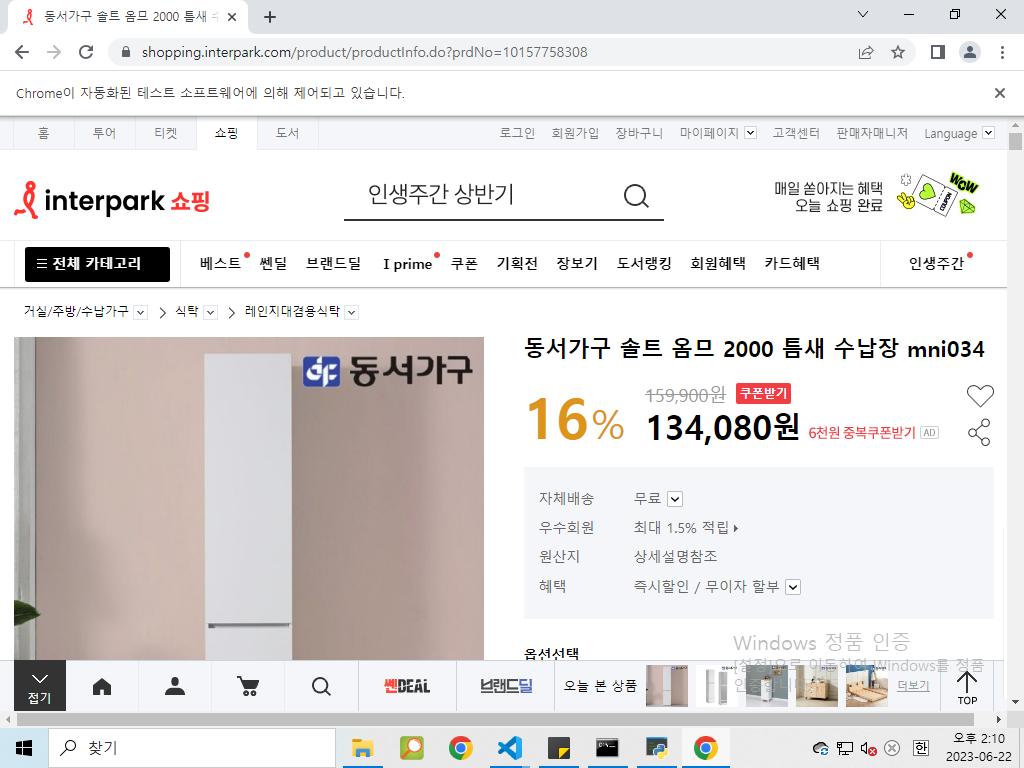 동서가구 솔트 옴므 2000 틈새 수
shopping.interpark.com/product/productInfo.do?prdNo=10157758308
Chrome이 자동화된 테스트 소프트웨어에 의해 제어되고 있습니다.
홈 투어 티켓 쇼핑 도서 로그인 회원가입 장바구니 마이페이지 고객센터 판매자매니저 Language
interpark 쇼핑
인생주간 상반기
매일 쏟아지는 혜택
오늘 쇼핑 완료
WOW
COUPON
전체 카테고리 베스트 쎈딜 브랜드딜 I prime 쿠폰 기획전 장보기 도서랭킹 회원혜택 카드혜택 인생주간
거실/주방/수납가구 식탁 레인지대겸용식탁
동서가구
동서가구 솔트 옴므 2000 틈새 수납장 mni034
16% 159,900원 쿠폰받기
134,080원 6천원 중복쿠폰받기 AD
자체배송 무료
우수회원 최대 1.5% 적립
원산지 상세설명참조
혜택 즉시할인 / 무이자 할부
옵션선택
Windows 정품 인증
[설정]으로 이동하여 Windows를 정품
접기
쎈DEAL 브랜드딜 오늘 본 상품 더보기 TOP
찾기
한
오후 2:10
2023-06-22